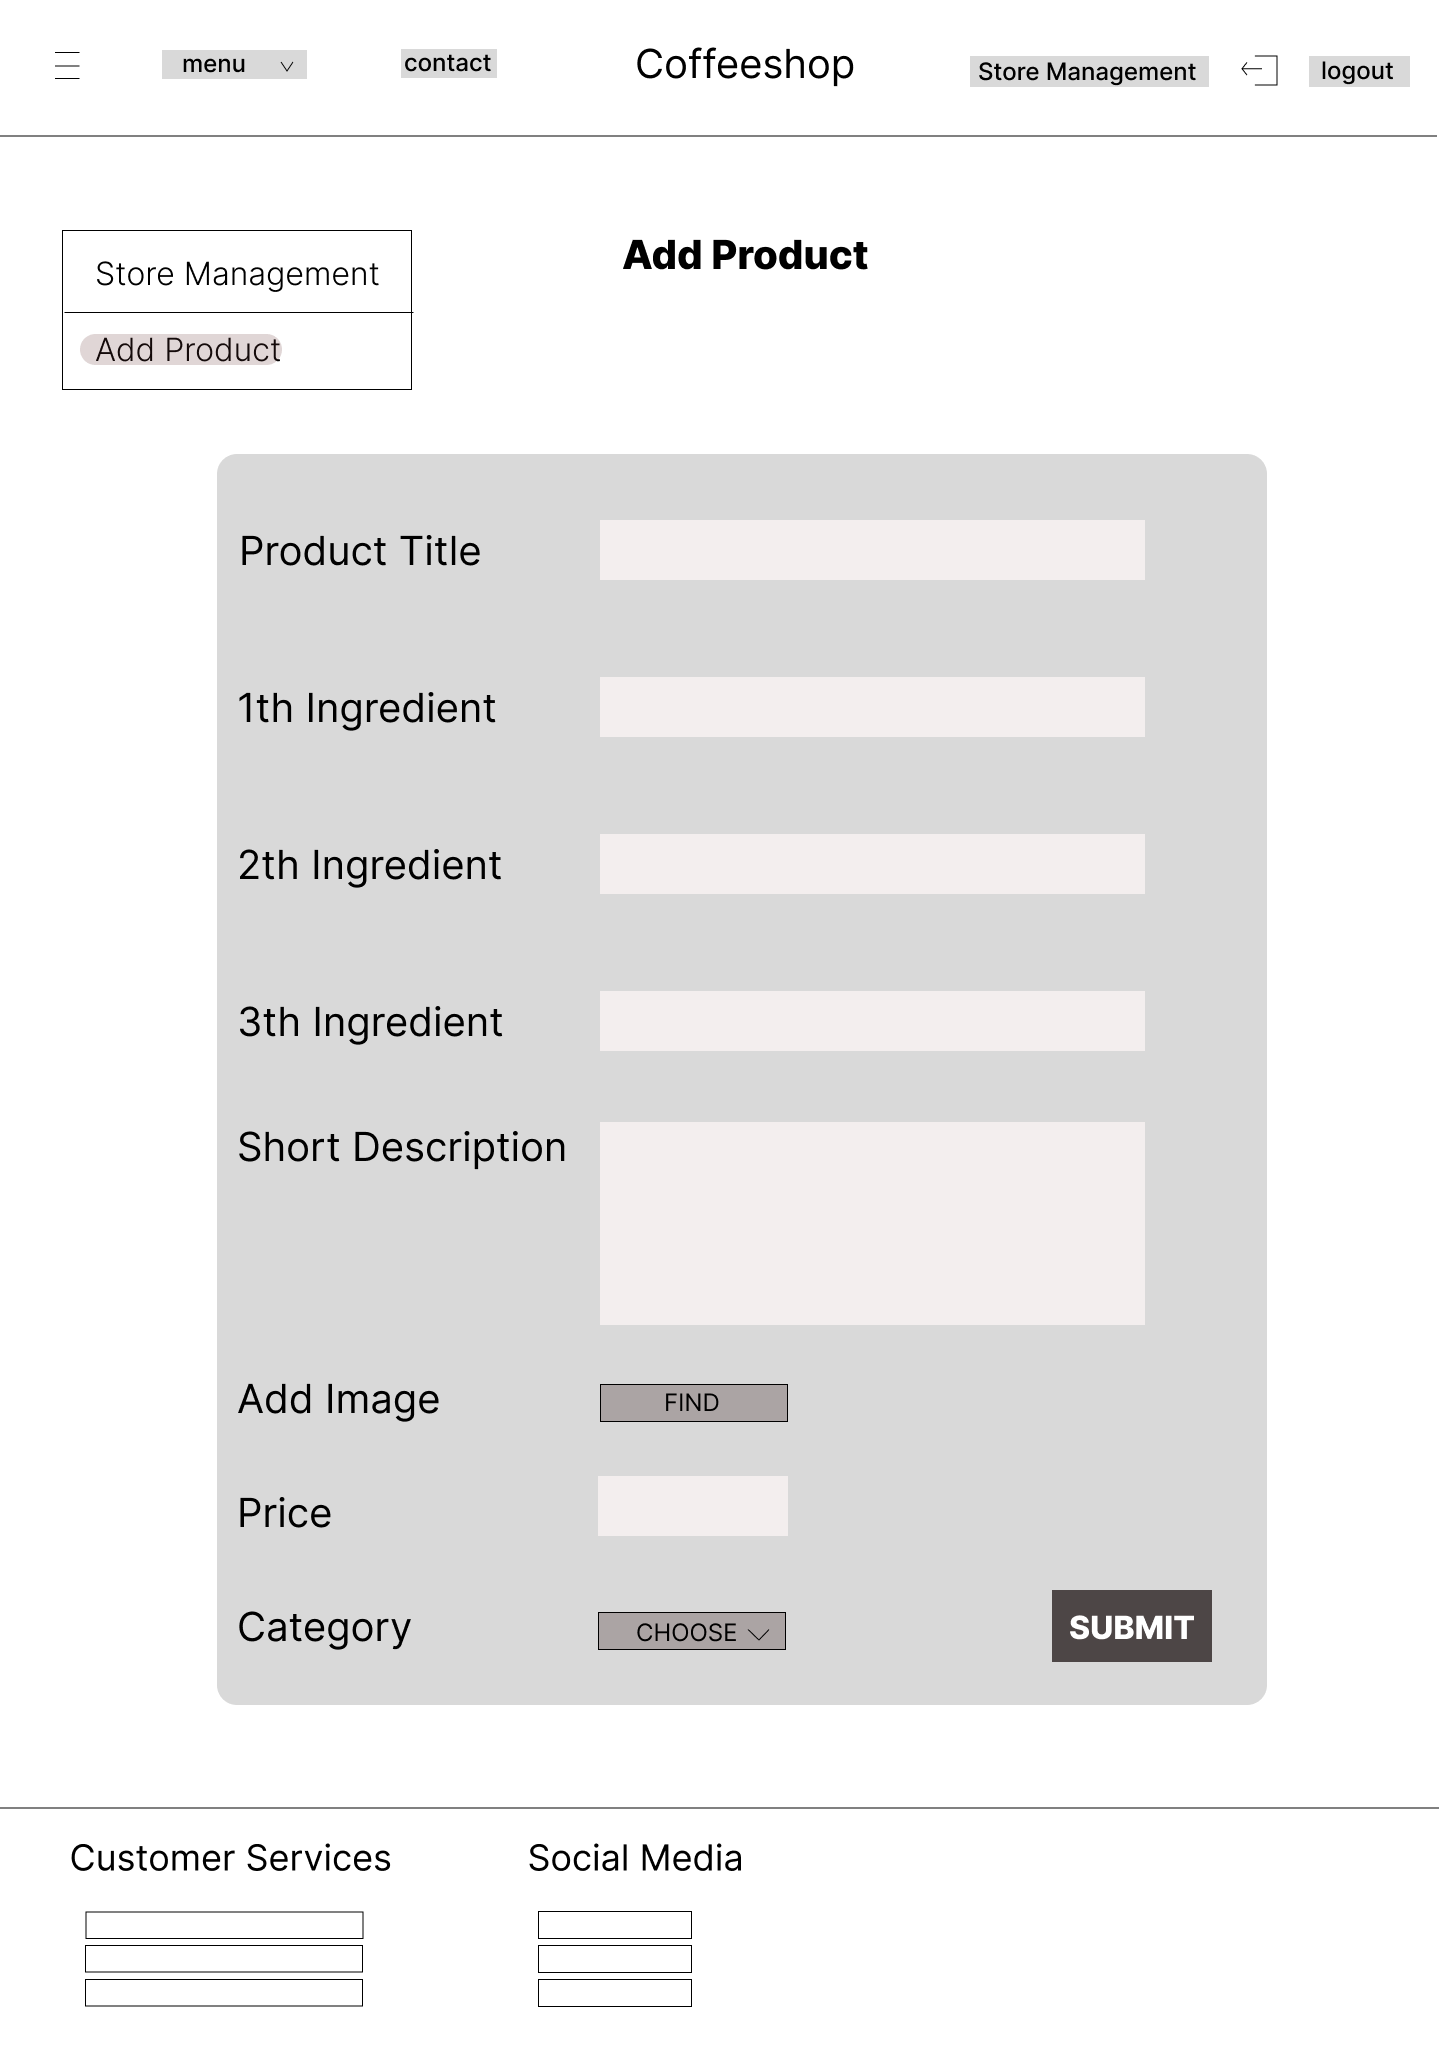 menu
contact
Coffeeshop
Store Management
logout
Store Management
Add Product
Add Product
Product Title
1th Ingredient
2th Ingredient
3th Ingredient
Short Description
Add Image
FIND
Price
Category
CHOOSE
SUBMIT
Customer Services
Social Media